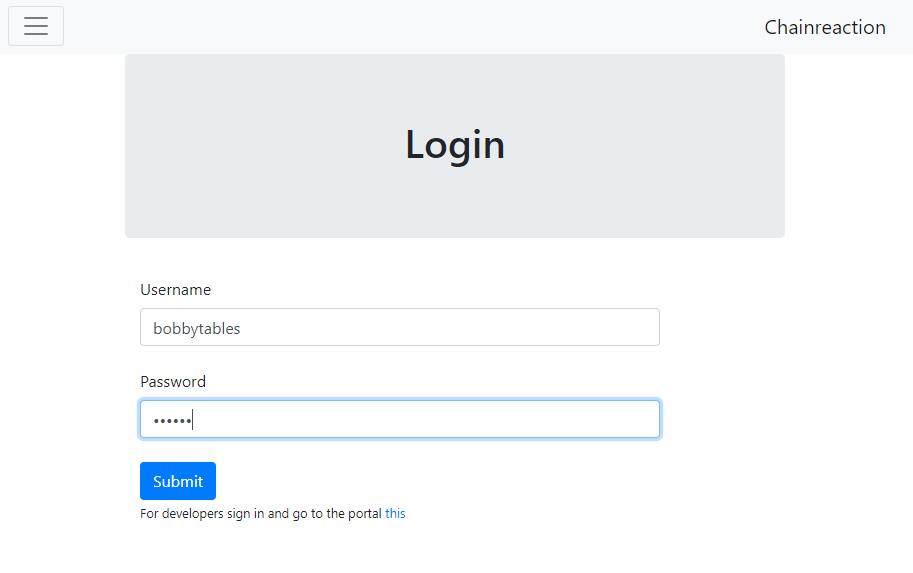 Chainreaction
Login
Username
bobbytables
Password
••••••
Submit
For developers sign in and go to the portal this